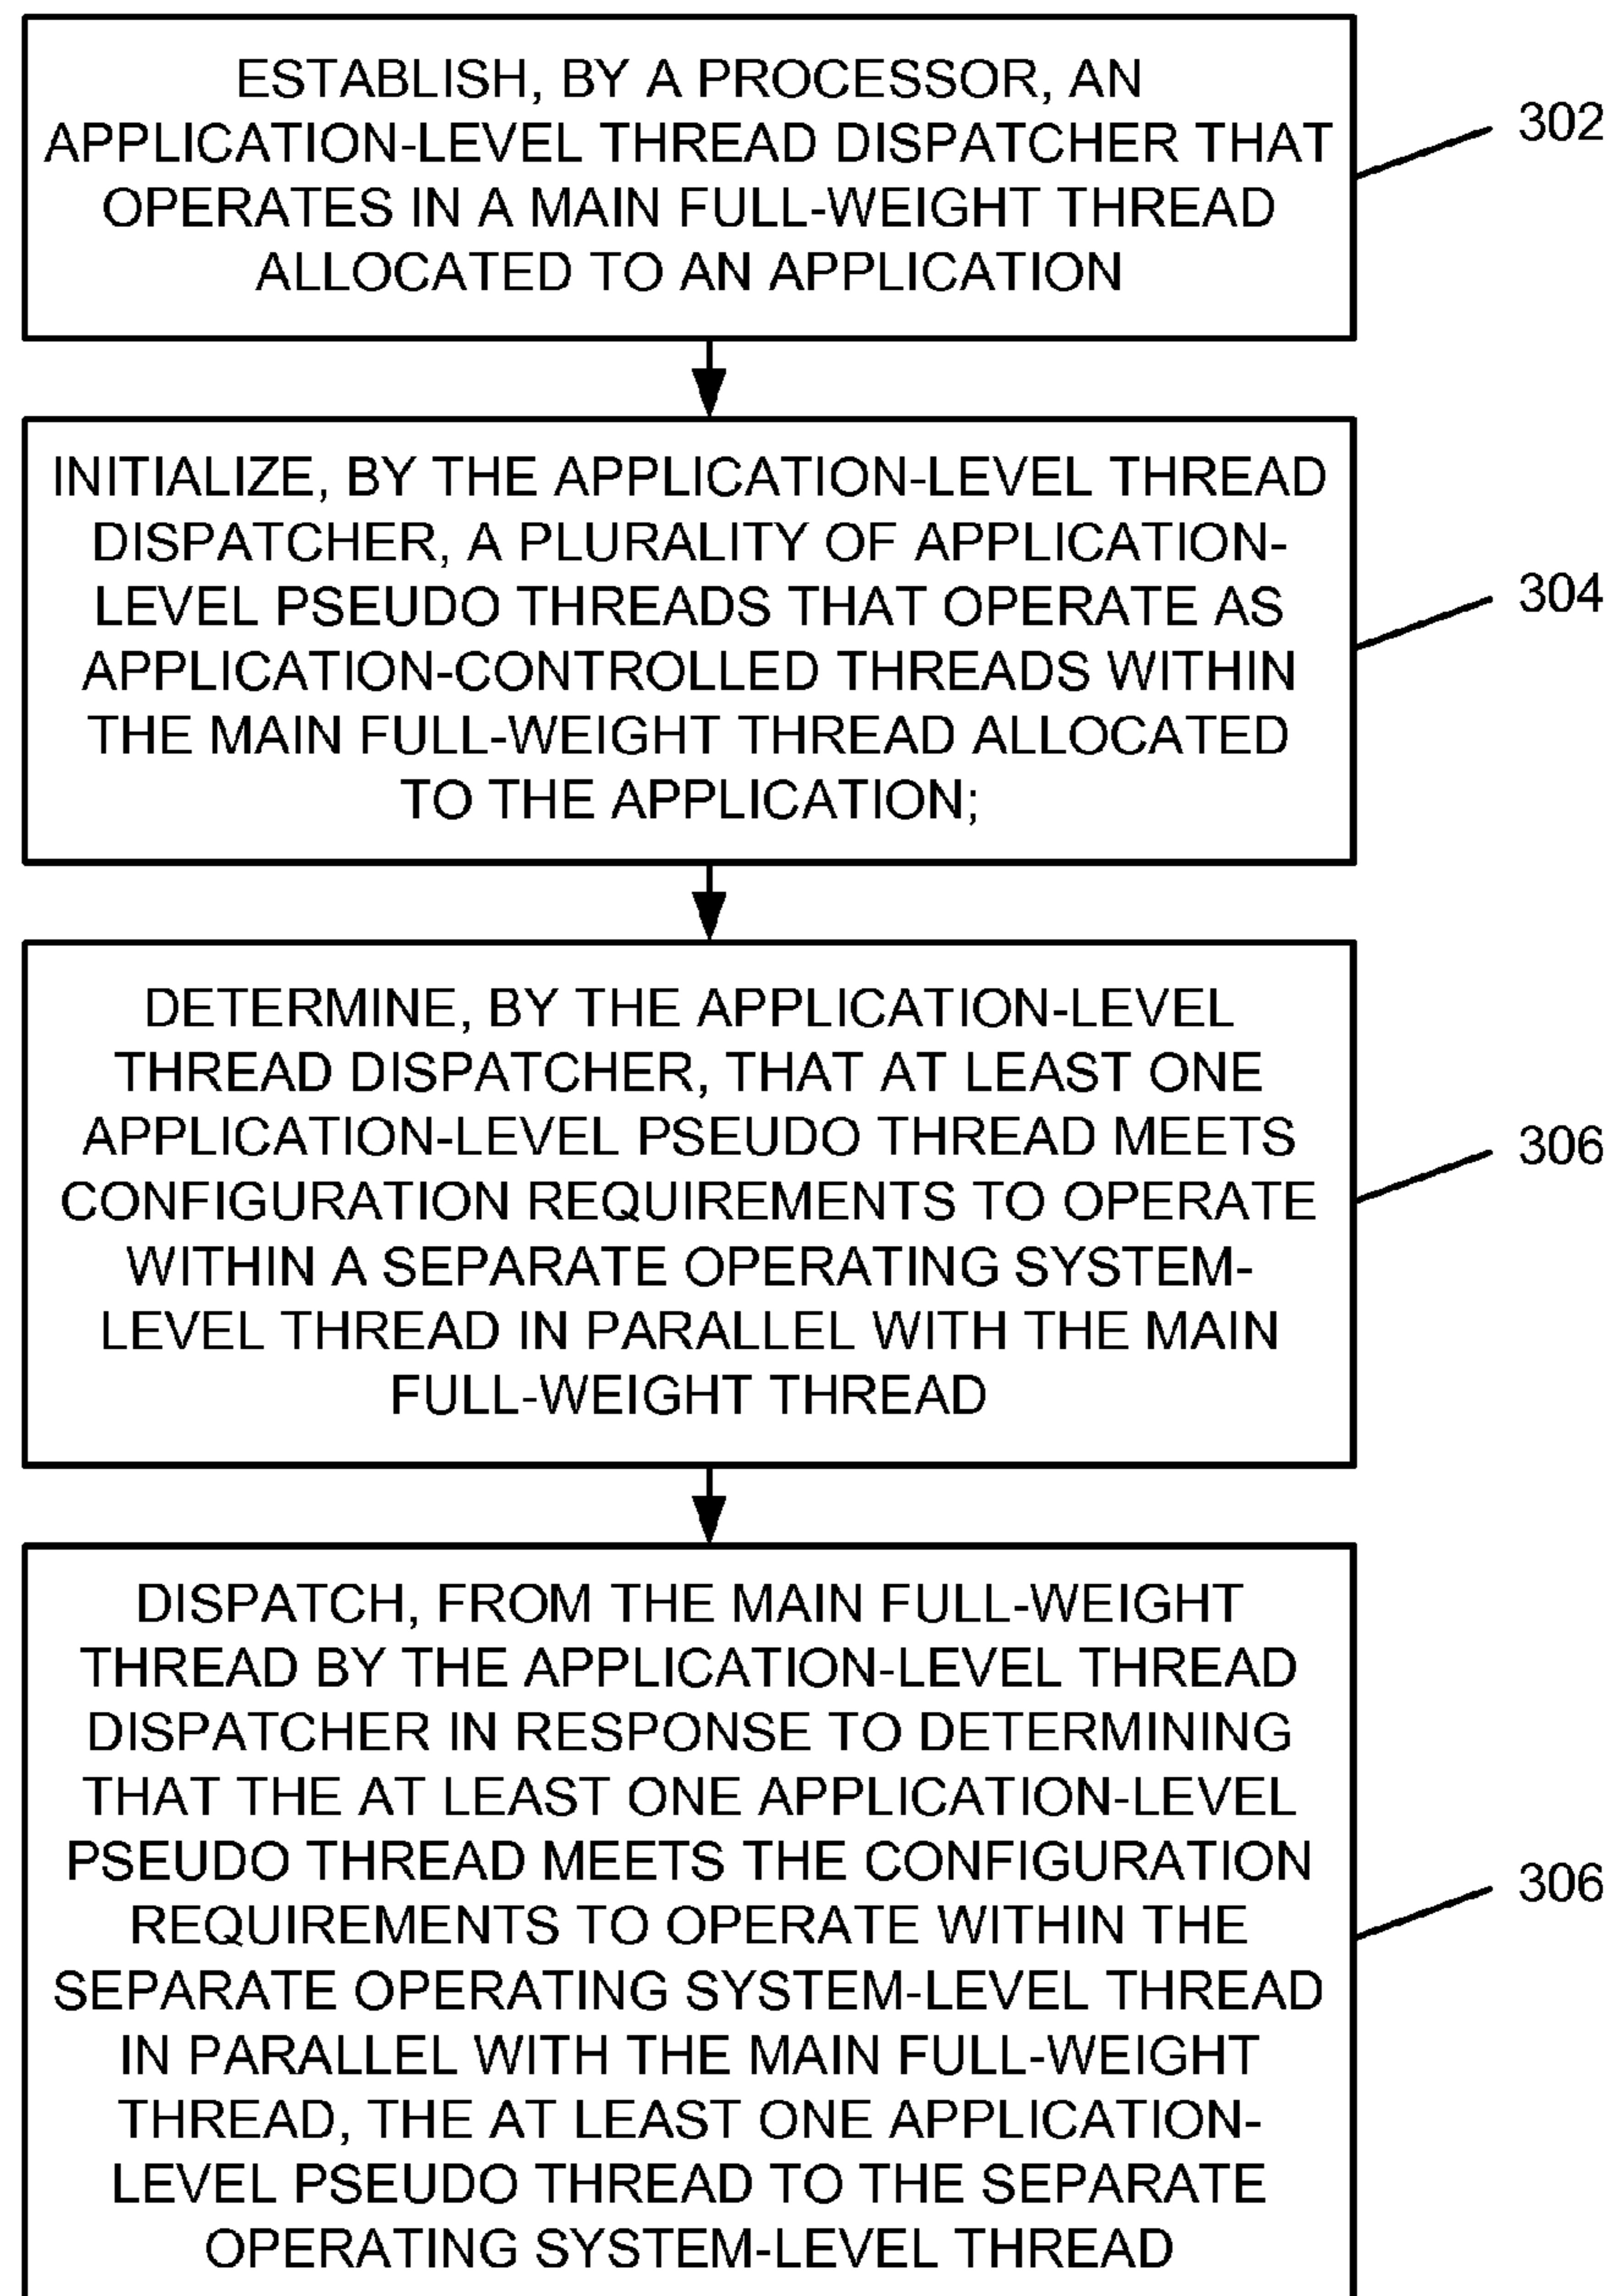 ESTABLISH, BY A PROCESSOR, AN
APPLICATION-LEVEL THREAD DISPATCHER THAT
OPERATES IN A MAIN FULL-WEIGHT THREAD
ALLOCATED TO AN APPLICATION
302
INITIALIZE, BY THE APPLICATION-LEVEL THREAD
DISPATCHER, A PLURALITY OF APPLICATION-
LEVEL PSEUDO THREADS THAT OPERATE AS
APPLICATION-CONTROLLED THREADS WITHIN
THE MAIN FULL-WEIGHT THREAD ALLOCATED
TO THE APPLICATION;
304
DETERMINE, BY THE APPLICATION-LEVEL
THREAD DISPATCHER, THAT AT LEAST ONE
APPLICATION-LEVEL PSEUDO THREAD MEETS
CONFIGURATION REQUIREMENTS TO OPERATE
WITHIN A SEPARATE OPERATING SYSTEM-
LEVEL THREAD IN PARALLEL WITH THE MAIN
FULL-WEIGHT THREAD
306
DISPATCH, FROM THE MAIN FULL-WEIGHT
THREAD BY THE APPLICATION-LEVEL THREAD
DISPATCHER IN RESPONSE TO DETERMINING
THAT THE AT LEAST ONE APPLICATION-LEVEL
PSEUDO THREAD MEETS THE CONFIGURATION
REQUIREMENTS TO OPERATE WITHIN THE
SEPARATE OPERATING SYSTEM-LEVEL THREAD
IN PARALLEL WITH THE MAIN FULL-WEIGHT
THREAD, THE AT LEAST ONE APPLICATION-
LEVEL PSEUDO THREAD TO THE SEPARATE
OPERATING SYSTEM-LEVEL THREAD
306